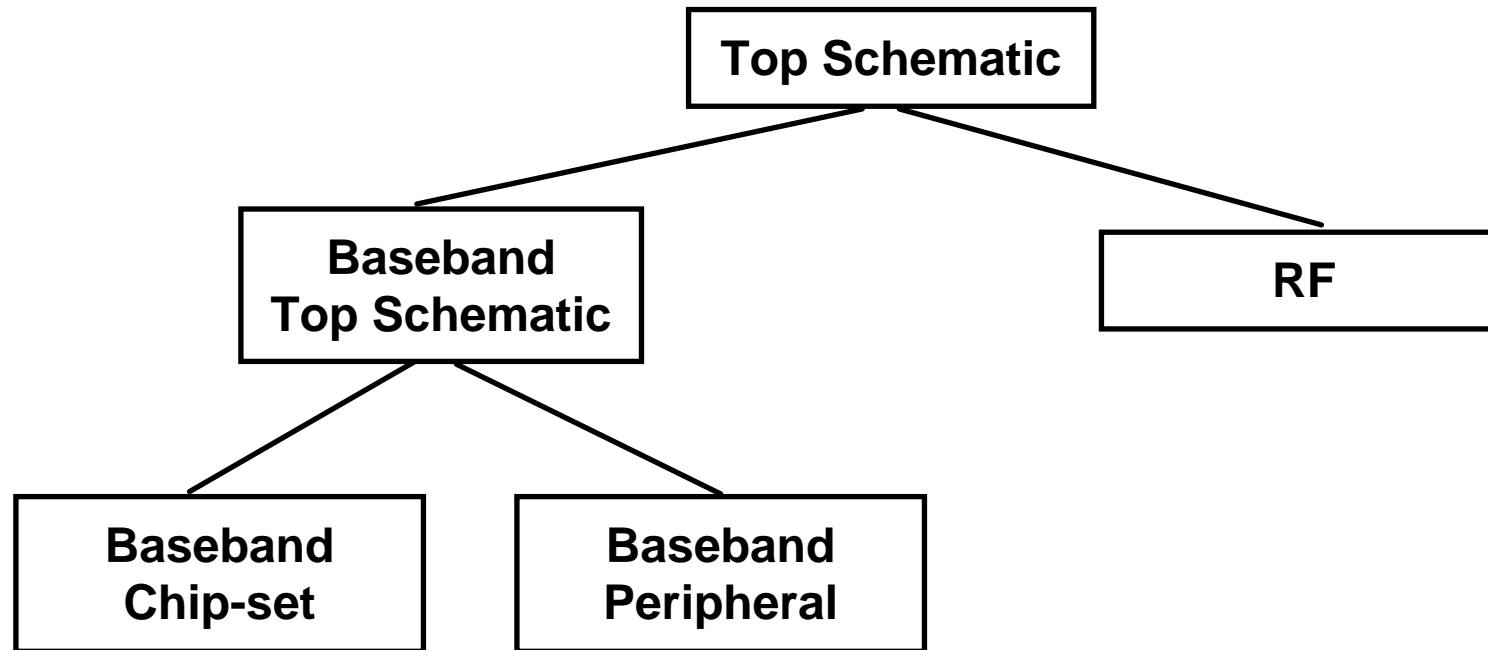 Top Schematic
Baseband
Top Schematic
RF
Baseband
Chip-set
Baseband
Peripheral